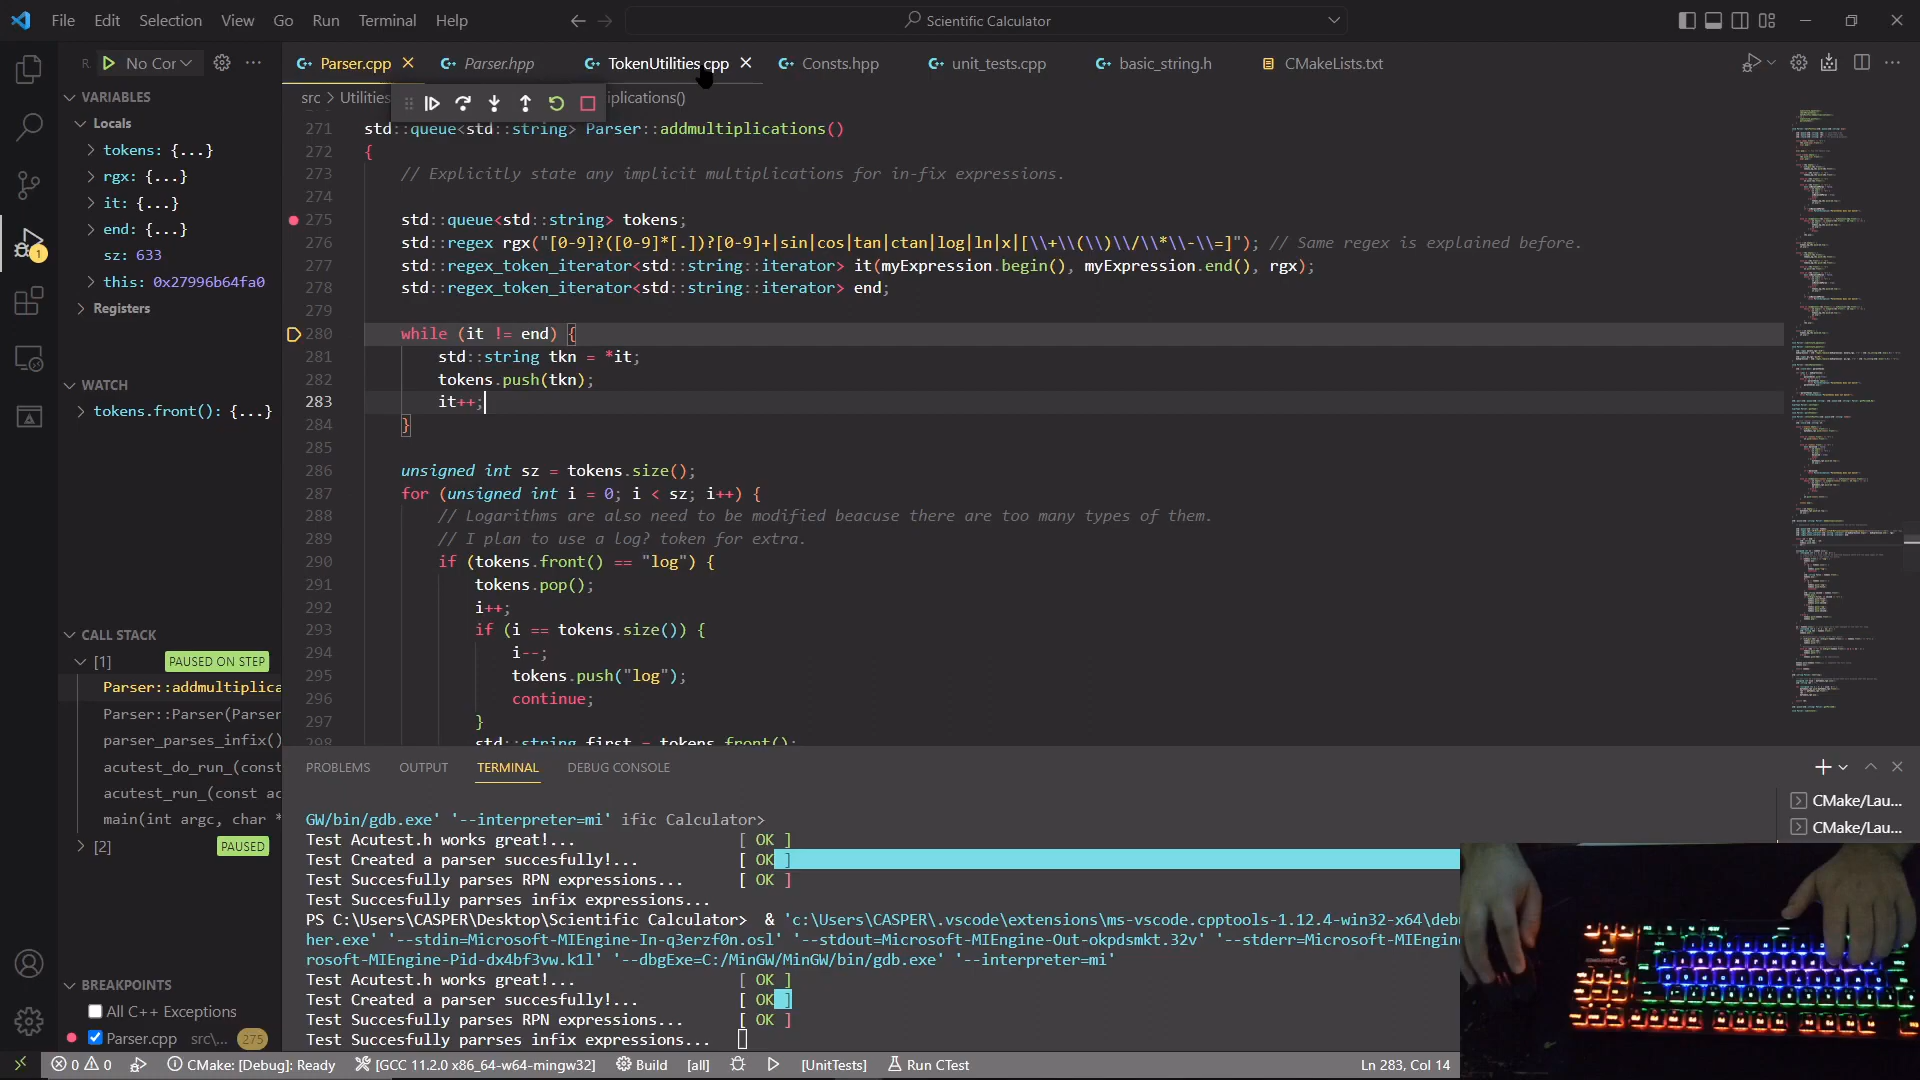 File Edit Selection View Go Run Terminal Help
Scientific Calculator
R.. No Cor
Parser.cpp Parser.hpp TokenUtilities.cpp Consts.hpp unit_tests.cpp basic_string.h CMakeLists.txt
src > Utilities iplications()
VARIABLES
Locals
tokens: {...}
rgx: {...}
it: {...}
end: {...}
sz: 633
this: 0x27996b64fa0
Registers
WATCH
tokens.front(): {...}
CALL STACK
[1] PAUSED ON STEP
Parser::addmultiplica
Parser::Parser(Parser
parser_parses_infix()
acutest_do_run_(const
acutest_run_(const ac
main(int argc, char *
[2] PAUSED
BREAKPOINTS
All C++ Exceptions
Parser.cpp src\... 275
271 std::queue<std::string> Parser::addmultiplications()
272 {
273 // Explicitly state any implicit multiplications for in-fix expressions.
274
275 std::queue<std::string> tokens;
276 std::regex rgx("[0-9]?([0-9]*[.])?[0-9]+|sin|cos|tan|ctan|log|ln|x|[\\+\\(\\)\\/\\*\\-\\=]"); // Same regex is explained before.
277 std::regex_token_iterator<std::string::iterator> it(myExpression.begin(), myExpression.end(), rgx);
278 std::regex_token_iterator<std::string::iterator> end;
279
280 while (it != end) {
281 std::string tkn = *it;
282 tokens.push(tkn);
283 it++;
284 }
285
286 unsigned int sz = tokens.size();
287 for (unsigned int i = 0; i < sz; i++) {
288 // Logarithms are also need to be modified beacuse there are too many types of them.
289 // I plan to use a log? token for extra.
290 if (tokens.front() == "log") {
291 tokens.pop();
292 i++;
293 if (i == tokens.size()) {
294 i--;
295 tokens.push("log");
296 continue;
297 }
298 std::string first = tokens.front();
PROBLEMS OUTPUT TERMINAL DEBUG CONSOLE
CMake/Lau...
CMake/Lau...
GW/bin/gdb.exe' '--interpreter=mi' ific Calculator>
Test Acutest.h works great!... [ OK ]
Test Created a parser succesfully!... [ OK ]
Test Succesfully parses RPN expressions... [ OK ]
Test Succesfully parrses infix expressions...
PS C:\Users\CASPER\Desktop\Scientific Calculator> & 'c:\Users\CASPER\.vscode\extensions\ms-vscode.cpptools-1.12.4-win32-x64\debu
her.exe' '--stdin=Microsoft-MIEngine-In-q3erzf0n.osl' '--stdout=Microsoft-MIEngine-Out-okpdsmkt.32v' '--stderr=Microsoft-MIEngine
rosoft-MIEngine-Pid-dx4bf3vw.k1l' '--dbgExe=C:/MinGW/MinGW/bin/gdb.exe' '--interpreter=mi'
Test Acutest.h works great!... [ OK ]
Test Created a parser succesfully!... [ OK ]
Test Succesfully parses RPN expressions... [ OK ]
Test Succesfully parrses infix expressions...
0 0 CMake: [Debug]: Ready [GCC 11.2.0 x86_64-w64-mingw32] Build [all] [UnitTests] Run CTest Ln 283, Col 14